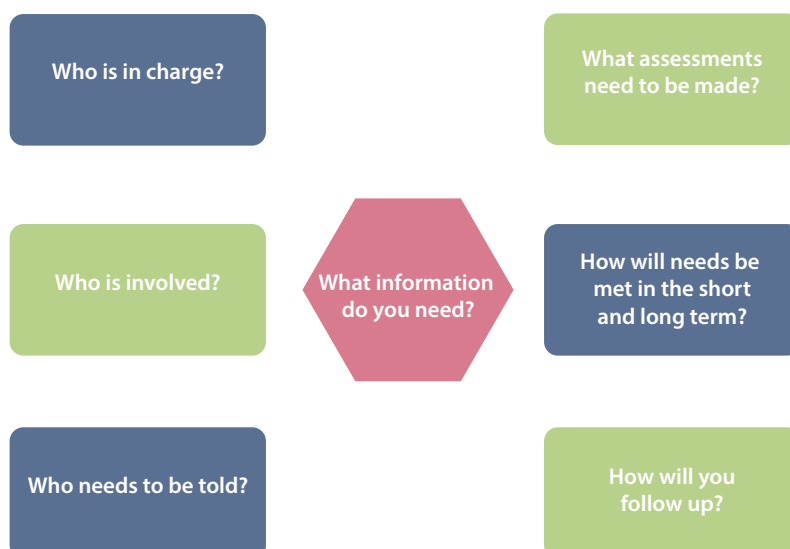 Who is in charge?
What assessments
need to be made?
Who is involved?
What information
do you need?
How will needs be
met in the short
and long term?
Who needs to be told?
How will you
follow up?